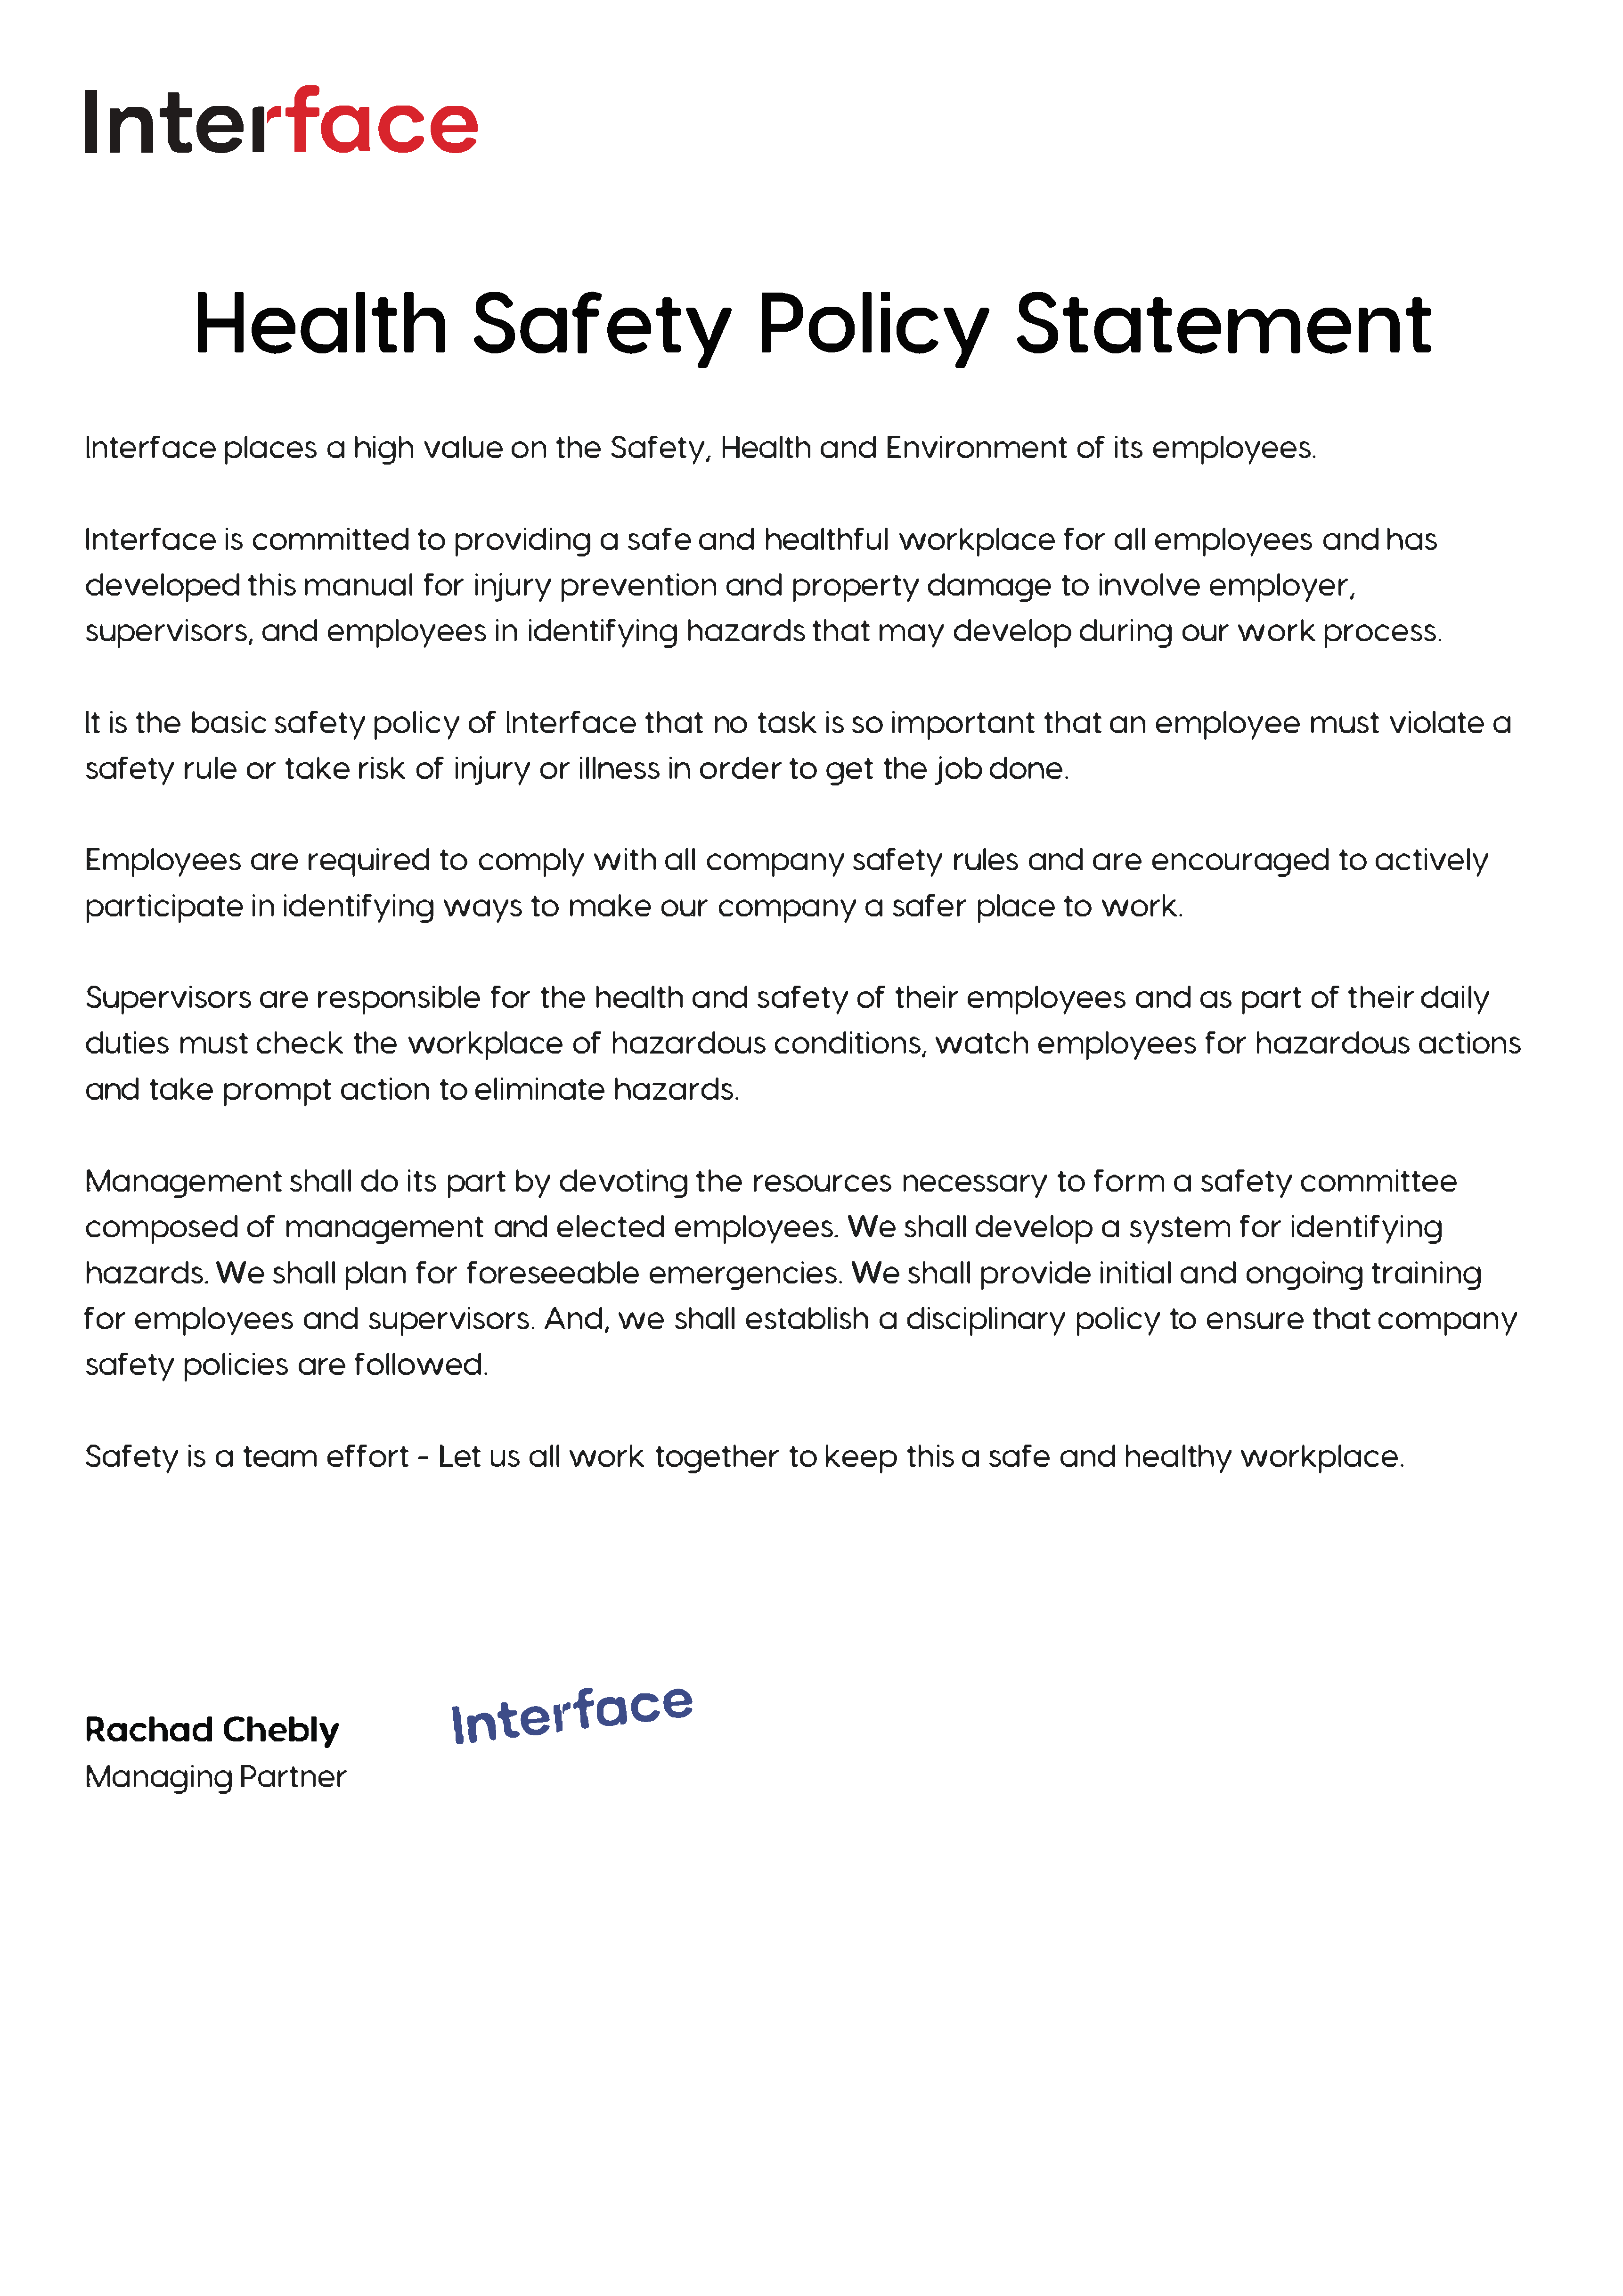 Interface
Health Safety Policy Statement
Interface places a high value on the Safety, Health and Environment of its employees.
Interface is committed to providing a safe and healthful workplace for all employees and has
developed this manual for injury prevention and property damage to involve employer,
supervisors, and employees in identifying hazards that may develop during our work process.
It is the basic safety policy of Interface that no task is so important that an employee must violate a
safety rule or take risk of injury or illness in order to get the job done.
Employees are required to comply with all company safety rules and are encouraged to actively
participate in identifying ways to make our company a safer place to work.
Supervisors are responsible for the health and safety of their employees and as part of their daily
duties must check the workplace of hazardous conditions, watch employees for hazardous actions
and take prompt action to eliminate hazards.
Management shall do its part by devoting the resources necessary to form a safety committee
composed of management and elected employees. We shall develop a system for identifying
hazards. We shall plan for foreseeable emergencies. We shall provide initial and ongoing training
for employees and supervisors. And, we shall establish a disciplinary policy to ensure that company
safety policies are followed.
Safety is a team effort - Let us all work together to keep this a safe and healthy workplace.
Interface
Rachad Chebly
Managing Partner